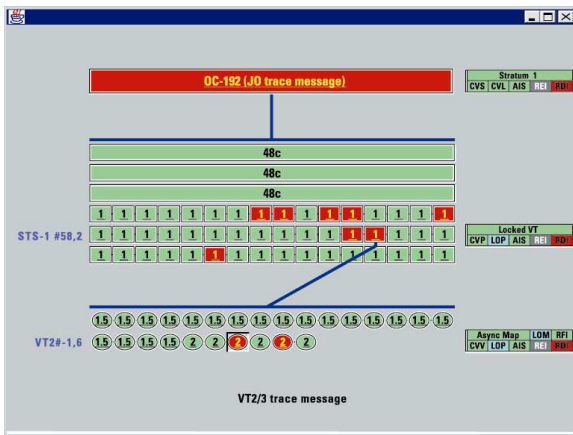 OC-192 (JO trace message)
Stratum 1
CVS CVL AIS REI RDI
48c
48c
48c
1 1 1 1 1 1 1 1 1 1 1 1 1 1 1 1
STS-1 #58,2 1 1 1 1 1 1 1 1 1 1 1 1 1 1 1 1
Locked VT
CVP LOP AIS REI RDI
1 1 1 1 1 1 1 1 1 1 1 1 1 1 1 1
1.5 1.5 1.5 1.5 1.5 1.5 1.5 1.5 1.5 1.5 1.5 1.5 1.5 1.5 1.5 1.5
VT2#-1,6 1.5 1.5 1.5 1.5 2 2 2 2 2 2
Async Map LOM RFI
CVV LOP AIS REI RDI
VT2/3 trace message